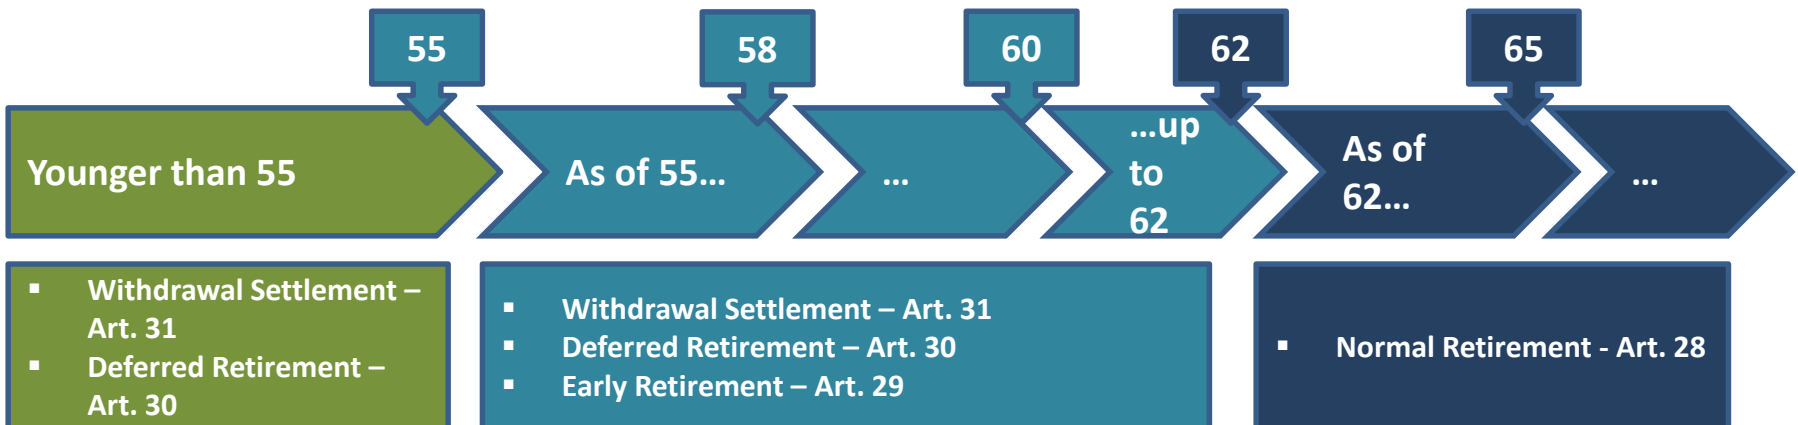 55
58
60
62
65
Younger than 55
As of 55...
...
...up
to
62
As of
62...
...
▪ Withdrawal Settlement –
Art. 31
▪ Deferred Retirement –
Art. 30
▪ Withdrawal Settlement – Art. 31
▪ Deferred Retirement – Art. 30
▪ Early Retirement – Art. 29
▪ Normal Retirement - Art. 28